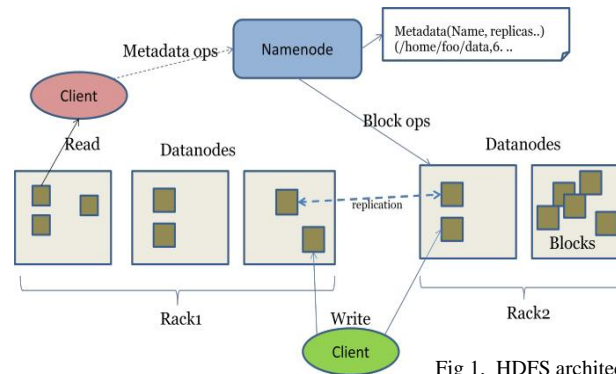 Metadata(Name, replicas..)
(/home/foo/data,6. ..
Namenode
Metadata ops
Client
Block ops
Read
Datanodes
Datanodes
replication
Blocks
Rack1
Write
Rack2
Client
Fig 1. HDFS archite